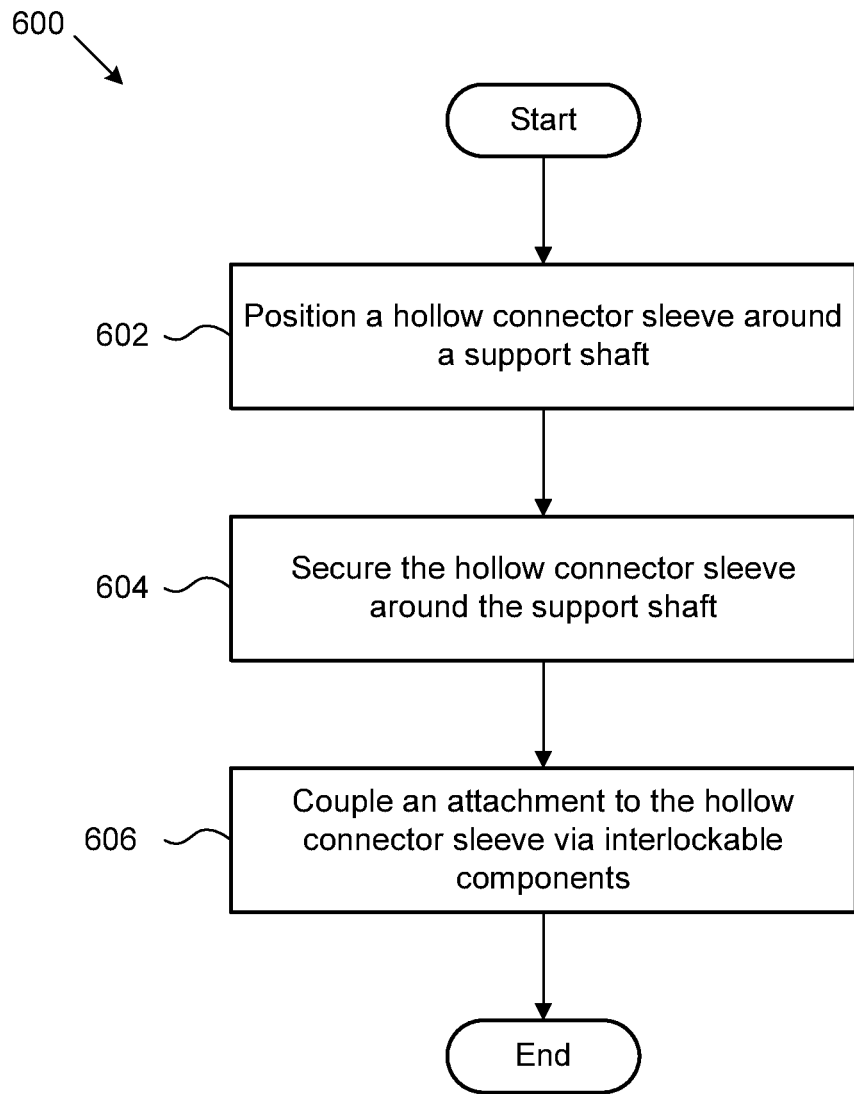 600
Start
602
Position a hollow connector sleeve around
a support shaft
604
Secure the hollow connector sleeve
around the support shaft
606
Couple an attachment to the hollow
connector sleeve via interlockable
components
End